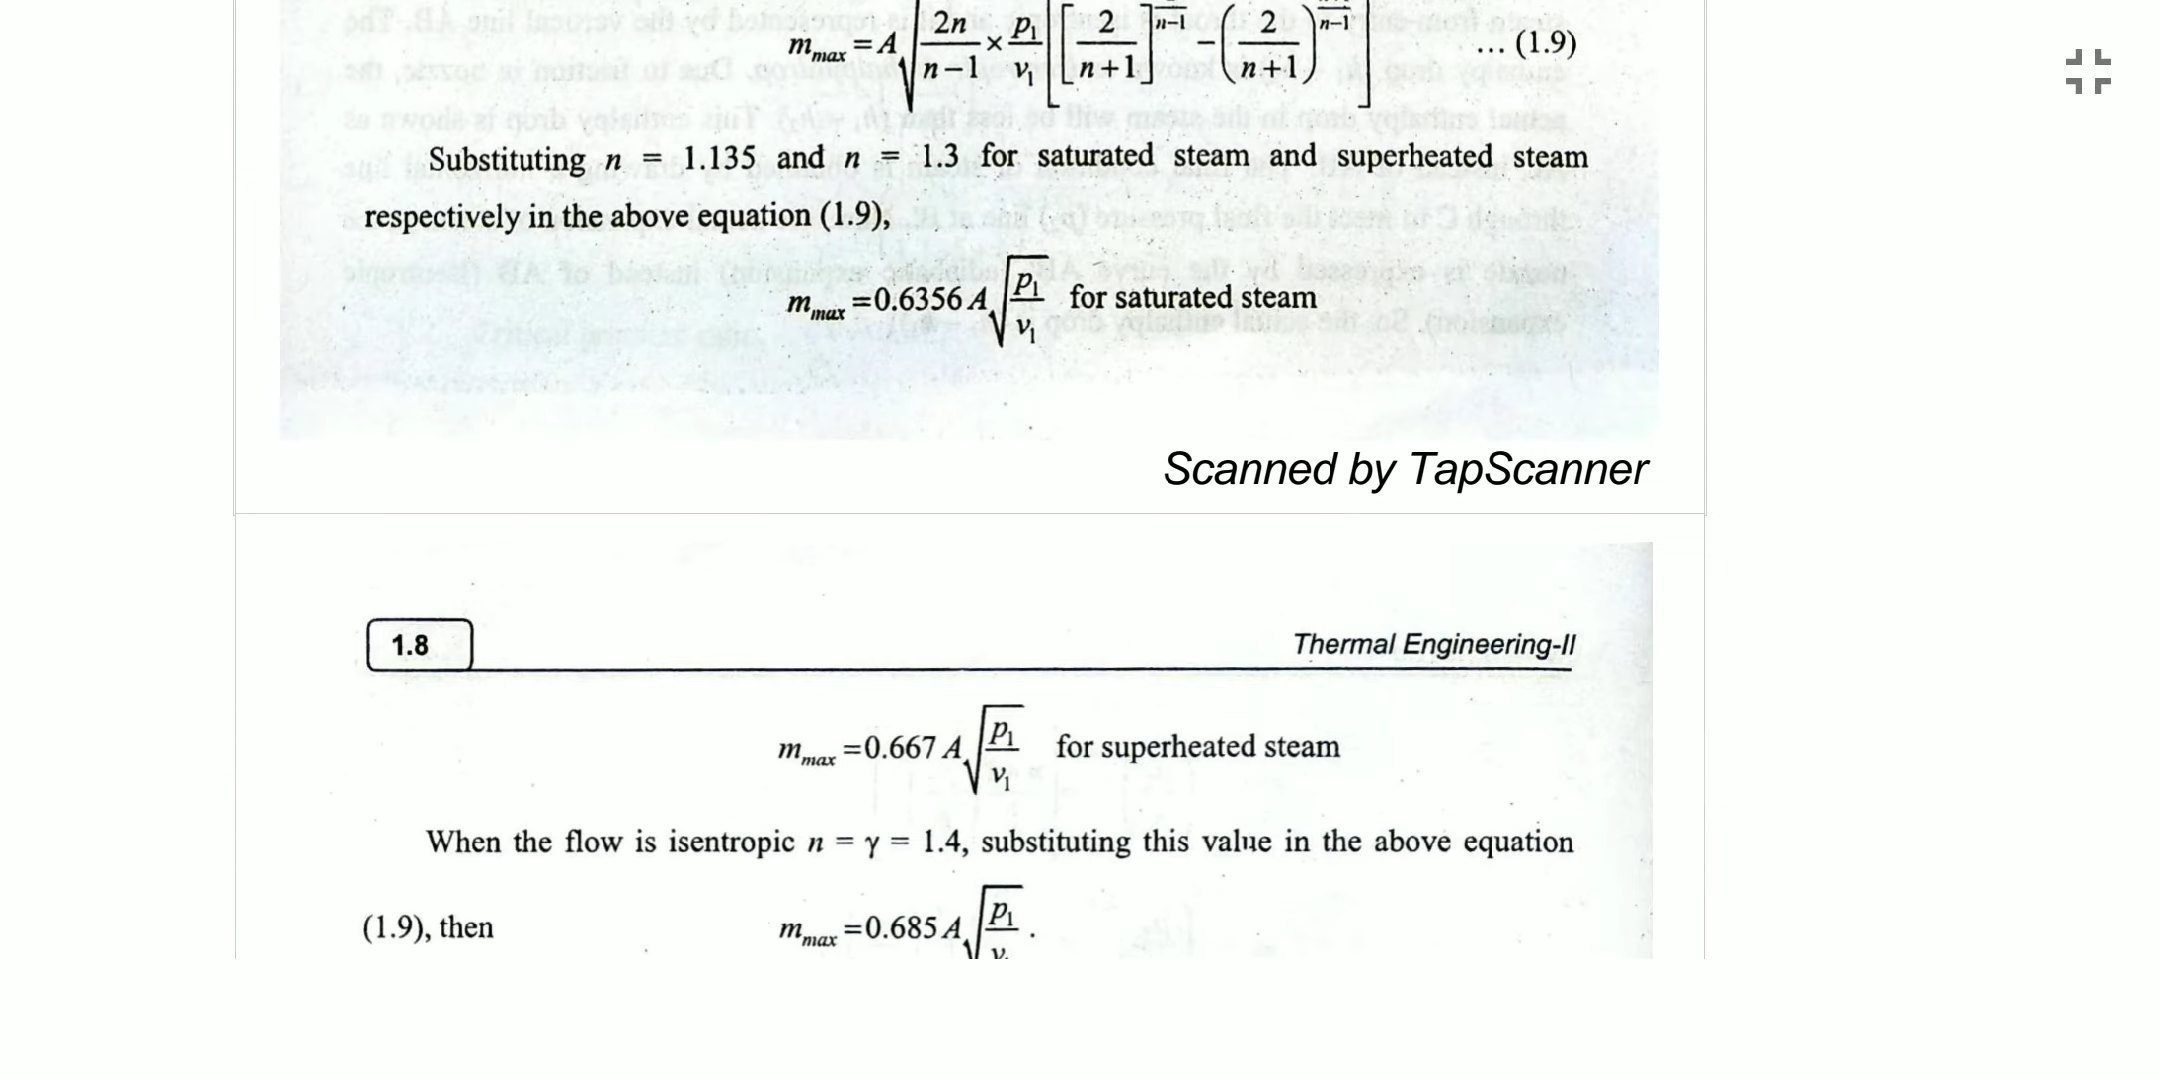 m_max = A √( 2n/(n−1) × p₁/v₁ [ [2/(n+1)]^(/(n−1)) − (2/(n+1))^(/(n−1)) ] ) ... (1.9)
Substituting n = 1.135 and n = 1.3 for saturated steam and superheated steam
respectively in the above equation (1.9),
m_max =0.6356 A √(p₁/v₁) for saturated steam
Scanned by TapScanner
1.8 Thermal Engineering-II
m_max =0.667 A √(p₁/v₁) for superheated steam
When the flow is isentropic n = γ = 1.4, substituting this value in the above equation
(1.9), then m_max =0.685 A √(p₁/v) .